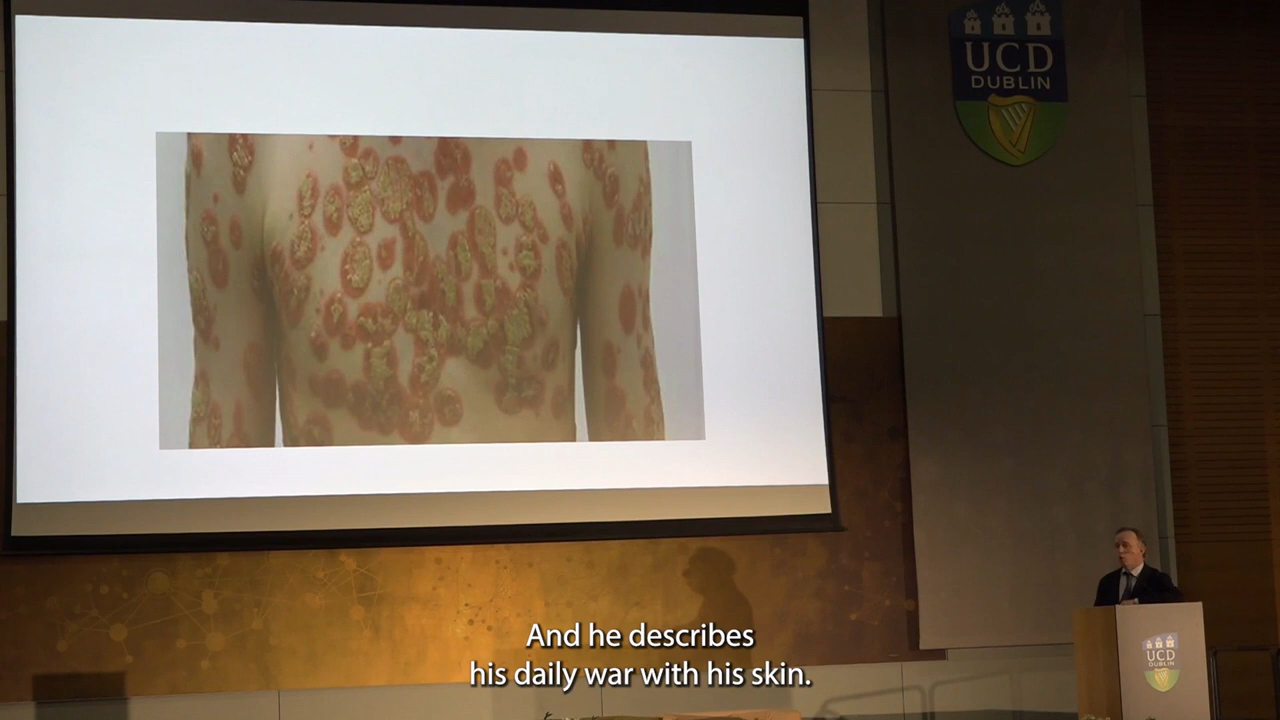 UCD
DUBLIN
UCD
DUBLIN
And he describes
his daily war with his skin.